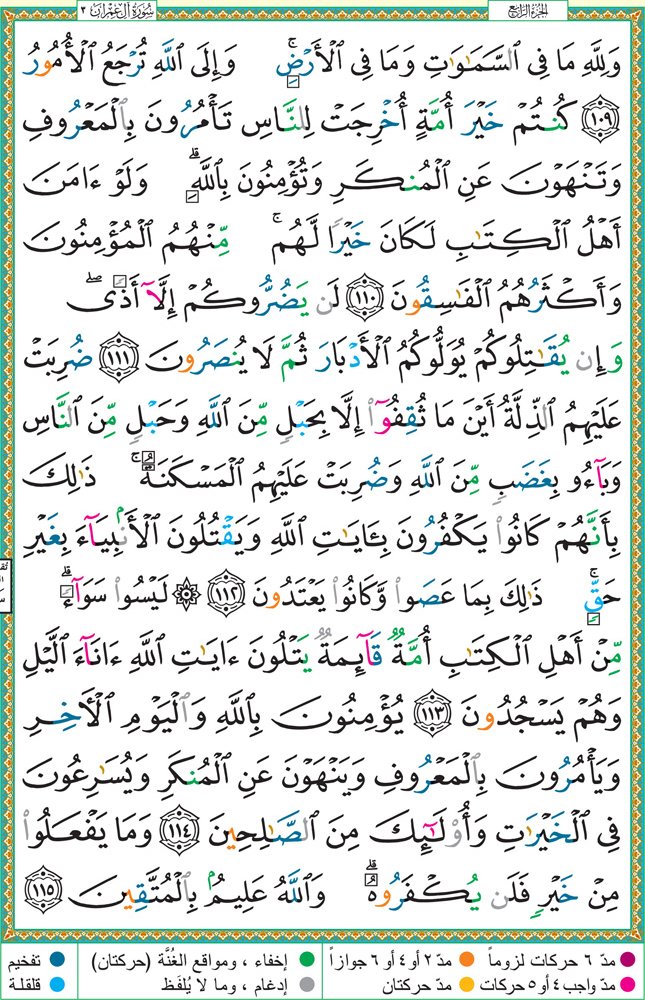 سُورَةُ آلِ عِمْرَان ٣ الجُزْءُ الرَّابِعُ
وَلِلَّهِ مَا فِى ٱلسَّمَٰوَٰتِ وَمَا فِى ٱلْأَرْضِ ۚ وَإِلَى ٱللَّهِ تُرْجَعُ ٱلْأُمُورُ
١٠٩ كُنتُمْ خَيْرَ أُمَّةٍ أُخْرِجَتْ لِلنَّاسِ تَأْمُرُونَ بِٱلْمَعْرُوفِ
وَتَنْهَوْنَ عَنِ ٱلْمُنكَرِ وَتُؤْمِنُونَ بِٱللَّهِ ۗ وَلَوْ ءَامَنَ
أَهْلُ ٱلْكِتَٰبِ لَكَانَ خَيْرًا لَّهُم ۚ مِّنْهُمُ ٱلْمُؤْمِنُونَ
وَأَكْثَرُهُمُ ٱلْفَٰسِقُونَ ١١٠ لَن يَضُرُّوكُمْ إِلَّآ أَذًى ۖ
وَإِن يُقَٰتِلُوكُمْ يُوَلُّوكُمُ ٱلْأَدْبَارَ ثُمَّ لَا يُنصَرُونَ ١١١ ضُرِبَتْ
عَلَيْهِمُ ٱلذِّلَّةُ أَيْنَ مَا ثُقِفُوٓا۟ إِلَّا بِحَبْلٍ مِّنَ ٱللَّهِ وَحَبْلٍ مِّنَ ٱلنَّاسِ
وَبَآءُو بِغَضَبٍ مِّنَ ٱللَّهِ وَضُرِبَتْ عَلَيْهِمُ ٱلْمَسْكَنَةُ ۚ ذَٰلِكَ
بِأَنَّهُمْ كَانُوا۟ يَكْفُرُونَ بِـَٔايَٰتِ ٱللَّهِ وَيَقْتُلُونَ ٱلْأَنۢبِيَآءَ بِغَيْرِ
حَقٍّ ۚ ذَٰلِكَ بِمَا عَصَوا۟ وَّكَانُوا۟ يَعْتَدُونَ ١١٢ ۞ لَيْسُوا۟ سَوَآءً ۗ
مِّنْ أَهْلِ ٱلْكِتَٰبِ أُمَّةٌ قَآئِمَةٌ يَتْلُونَ ءَايَٰتِ ٱللَّهِ ءَانَآءَ ٱلَّيْلِ
وَهُمْ يَسْجُدُونَ ١١٣ يُؤْمِنُونَ بِٱللَّهِ وَٱلْيَوْمِ ٱلْـَٔاخِرِ
وَيَأْمُرُونَ بِٱلْمَعْرُوفِ وَيَنْهَوْنَ عَنِ ٱلْمُنكَرِ وَيُسَٰرِعُونَ
فِى ٱلْخَيْرَٰتِ وَأُو۟لَٰٓئِكَ مِنَ ٱلصَّٰلِحِينَ ١١٤ وَمَا يَفْعَلُوا۟
مِنْ خَيْرٍ فَلَن يُكْفَرُوهُ ۗ وَٱللَّهُ عَلِيمٌۢ بِٱلْمُتَّقِينَ ١١٥
مدّ ٦ حركات لزوماً مدّ ٢ أو ٤ أو ٦ جوازاً إخفاء ، ومواقع الغُنَّة (حركتان) تفخيم
مدّ واجب ٤ أو ٥ حركات مدّ حركتان إدغام ، وما لا يُلفَظ قلقلة